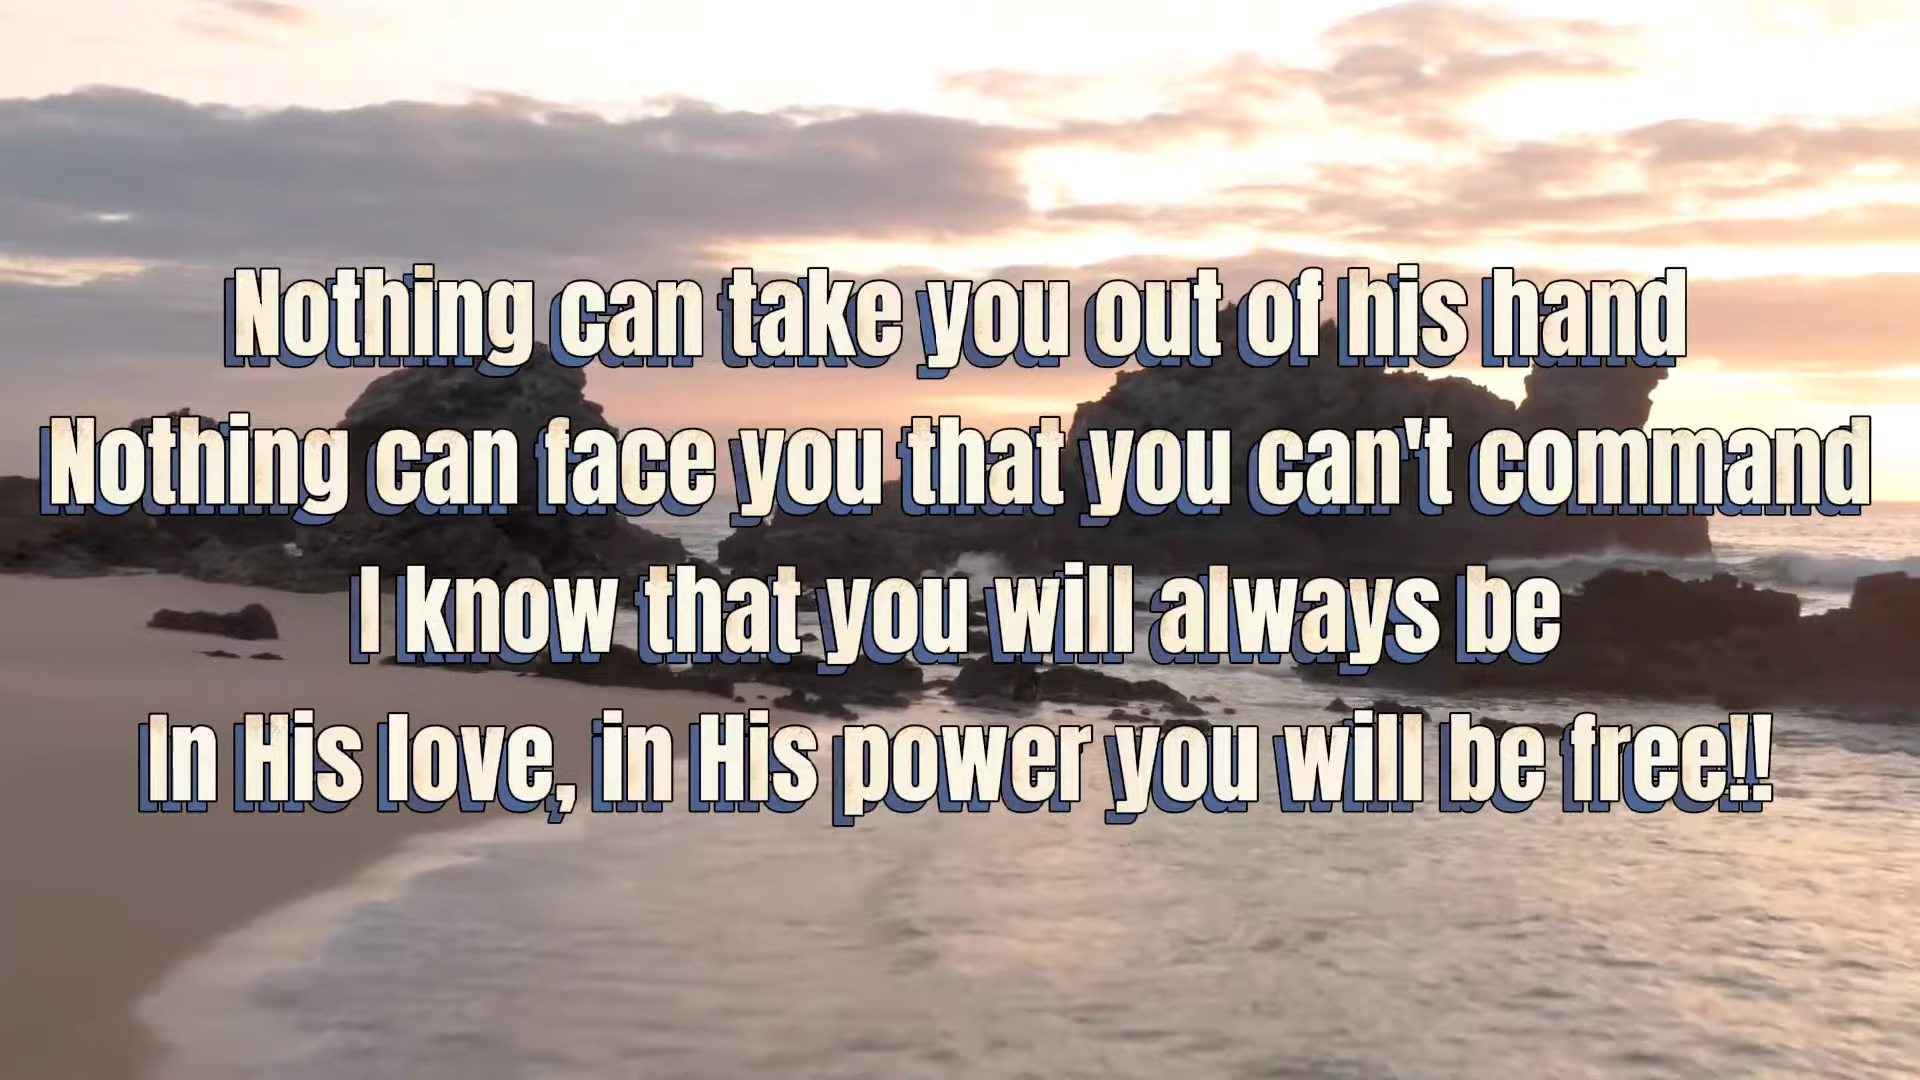 Nothing can take you out of his hand
Nothing can face you that you can't command
I know that you will always be
In His love, in His power you will be free!!